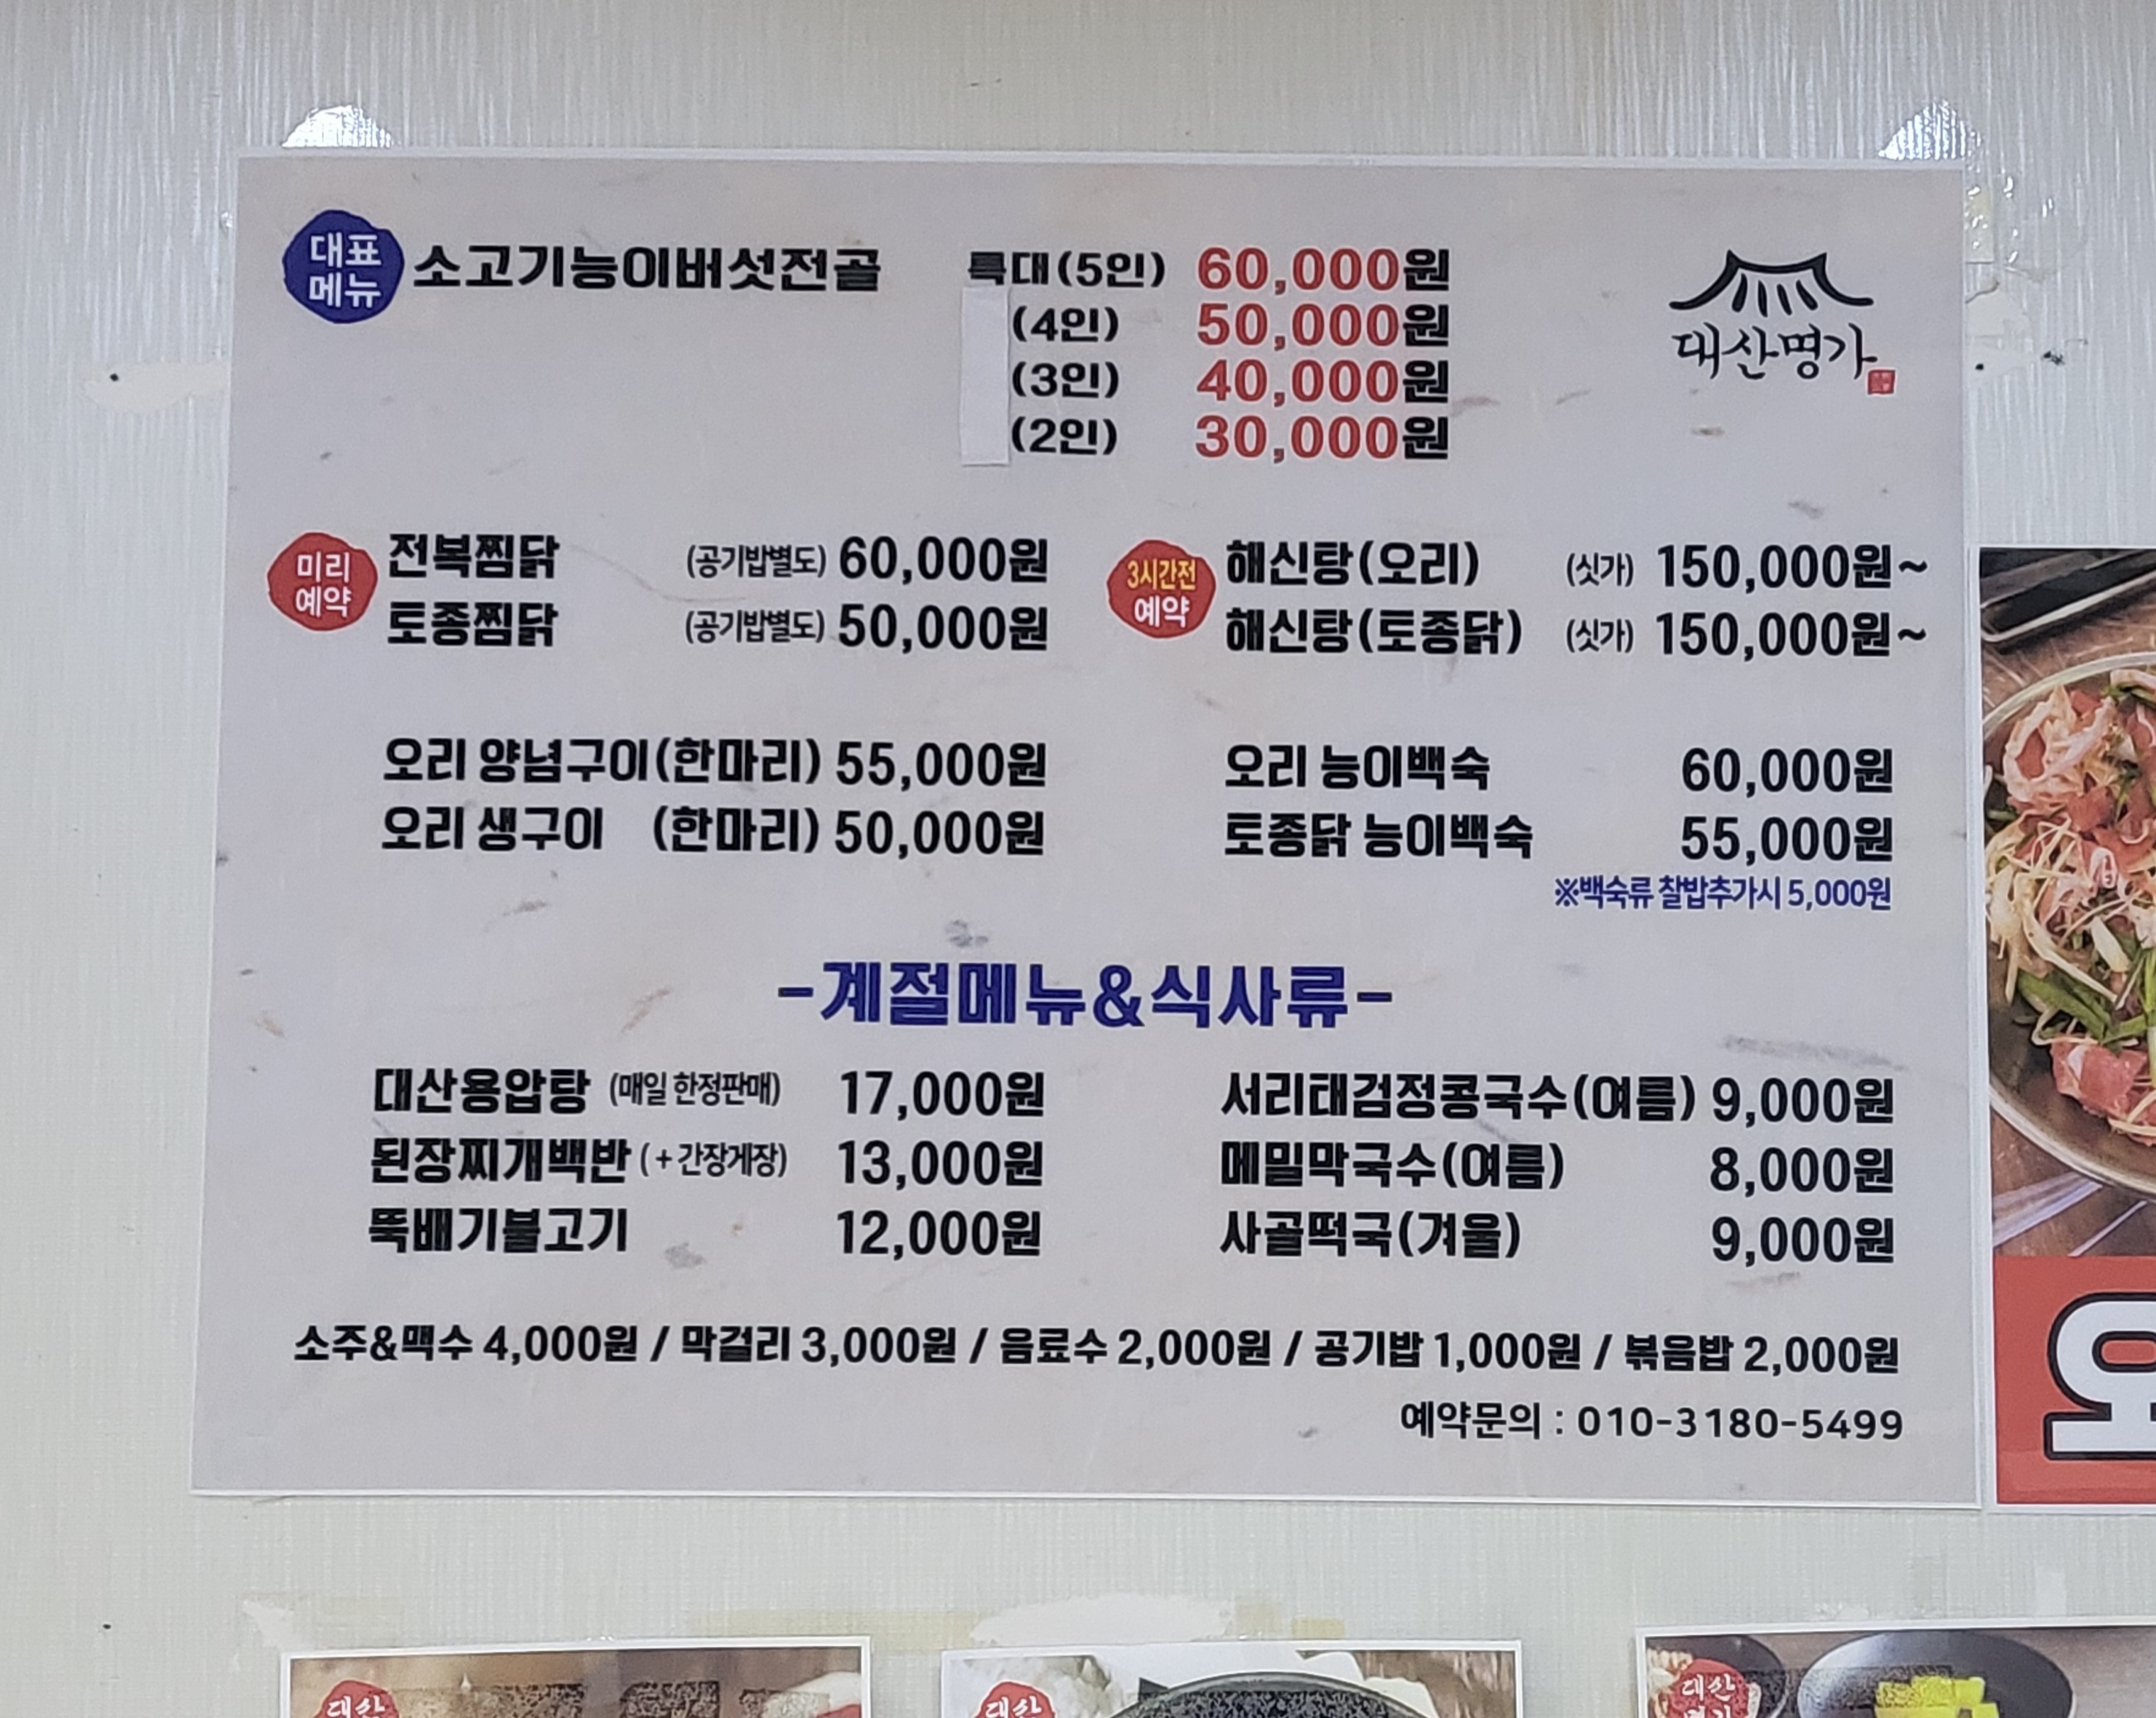 대표
메뉴
소고기능이버섯전골 특대(5인) 60,000원
(4인) 50,000원
(3인) 40,000원
(2인) 30,000원
대산명가
미리
예약
전복찜닭 (공기밥별도) 60,000원
토종찜닭 (공기밥별도) 50,000원
3시간전
예약
해신탕(오리) (싯가) 150,000원~
해신탕(토종닭) (싯가) 150,000원~
오리 양념구이(한마리) 55,000원
오리 생구이 (한마리) 50,000원
오리 능이백숙 60,000원
토종닭 능이백숙 55,000원
※백숙류 찰밥추가시 5,000원
-계절메뉴&식사류-
대산용압탕 (매일 한정판매) 17,000원
된장찌개백반 (+간장게장) 13,000원
뚝배기불고기 12,000원
서리태검정콩국수(여름) 9,000원
메밀막국수(여름) 8,000원
사골떡국(겨울) 9,000원
소주&맥수 4,000원 / 막걸리 3,000원 / 음료수 2,000원 / 공기밥 1,000원 / 볶음밥 2,000원
예약문의 : 010-3180-5499
대산
대산
대산